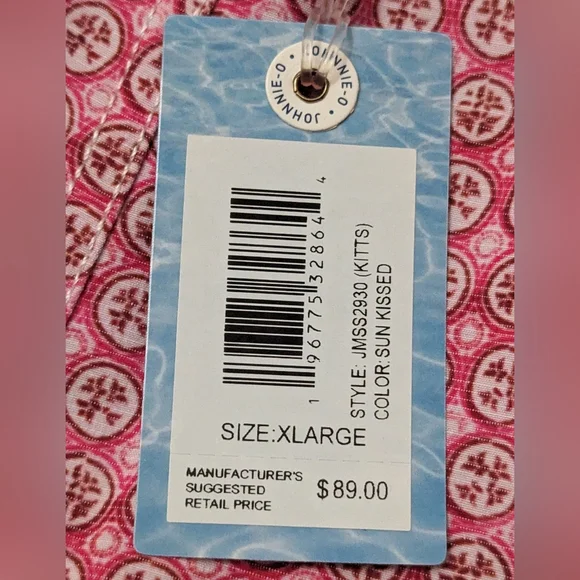 JOHNNIE-O • JOHNNIE-O •
1 96775 32864 4
STYLE: JMSS2930 (KITTS)
COLOR: SUN KISSED
SIZE:XLARGE
MANUFACTURER'S
SUGGESTED
RETAIL PRICE
$89.00